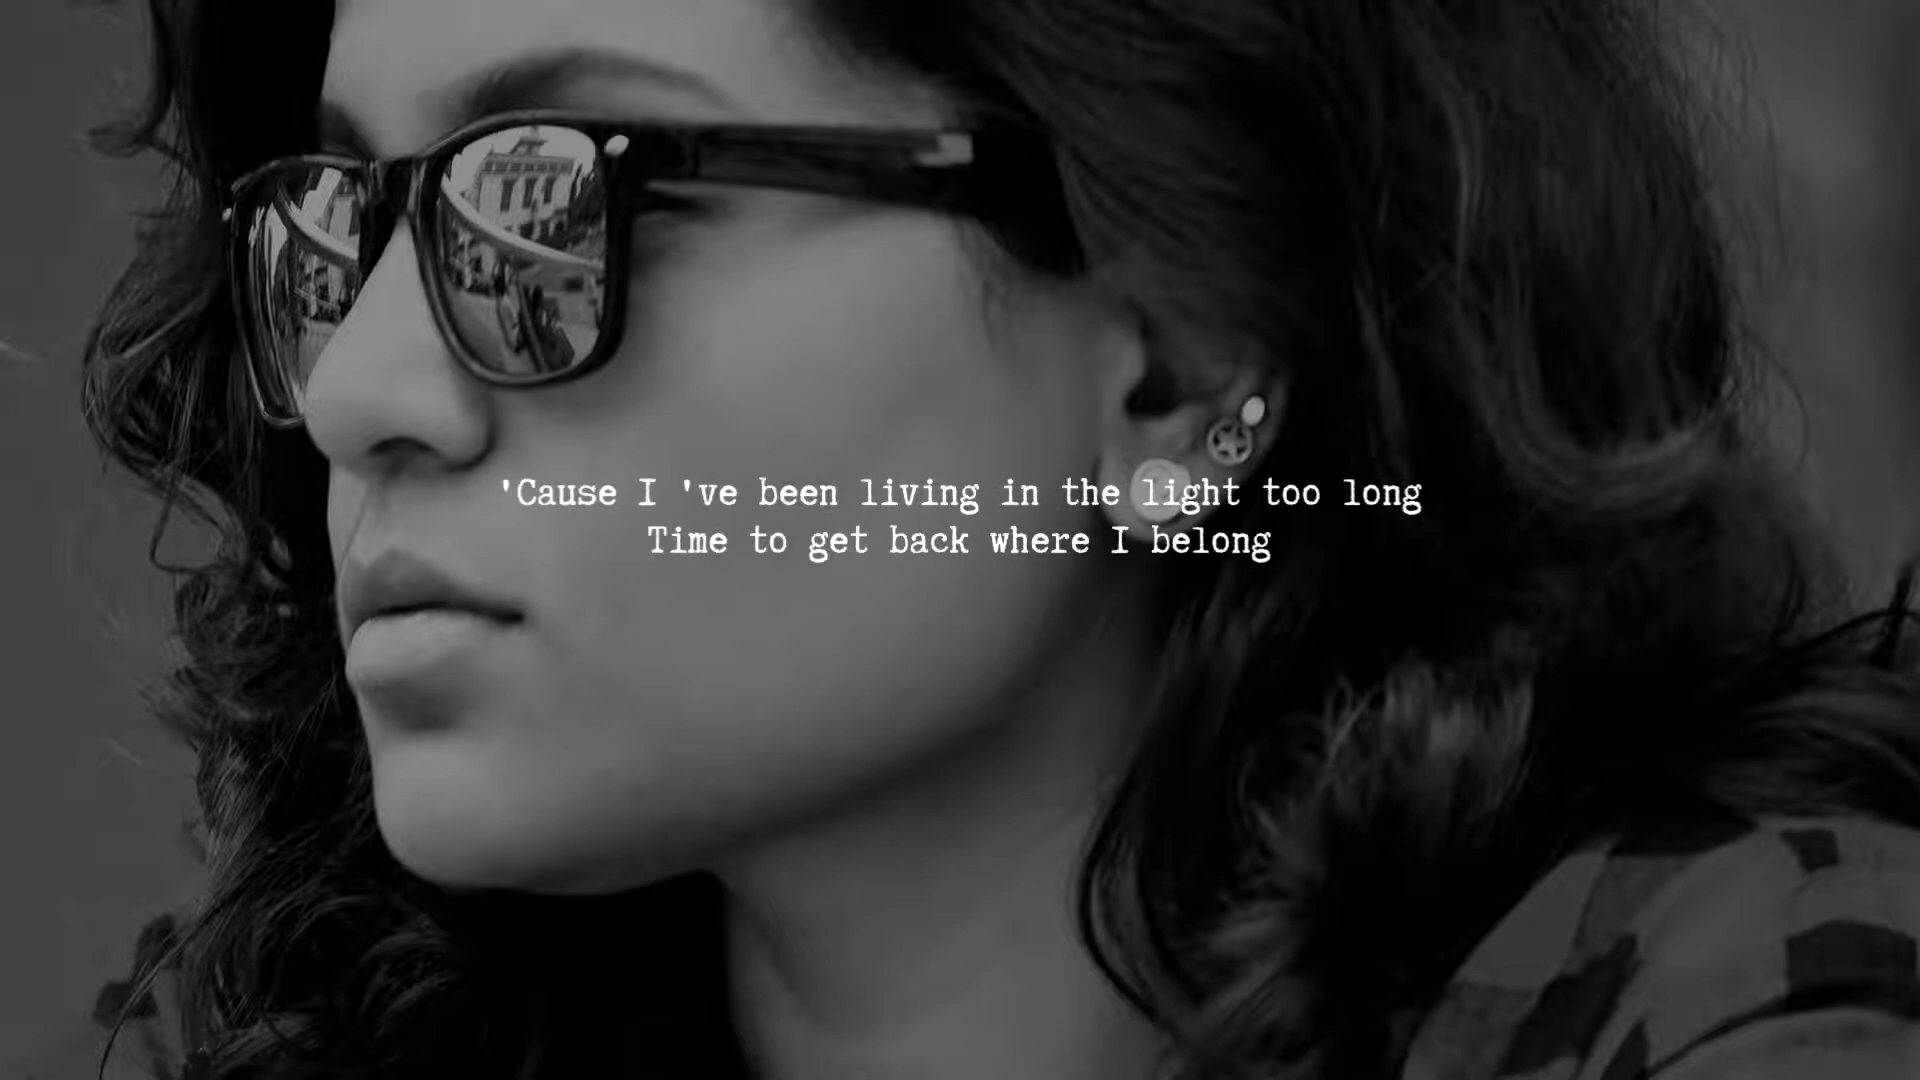 'Cause I 've been living in the light too long
Time to get back where I belong